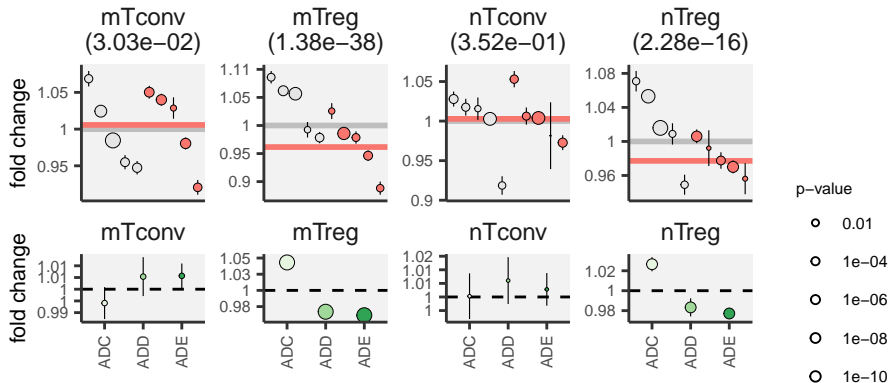 mTconv mTreg nTconv nTreg
(3.03e−02) (1.38e−38) (3.52e−01) (2.28e−16)
fold change
1.05
1
0.95
1.11
1.05
1
0.95
0.9
1.05
1
0.95
0.9
1.08
1.04
1
0.96
mTconv mTreg nTconv nTreg
fold change
1.01
1.01
1
0.99
1.05
1.03
1
0.98
1.02
1.01
1.01
1
1.02
1
0.98
ADC ADD ADE ADC ADD ADE ADC ADD ADE ADC ADD ADE
p−value
0.01
1e−04
1e−06
1e−08
1e−10